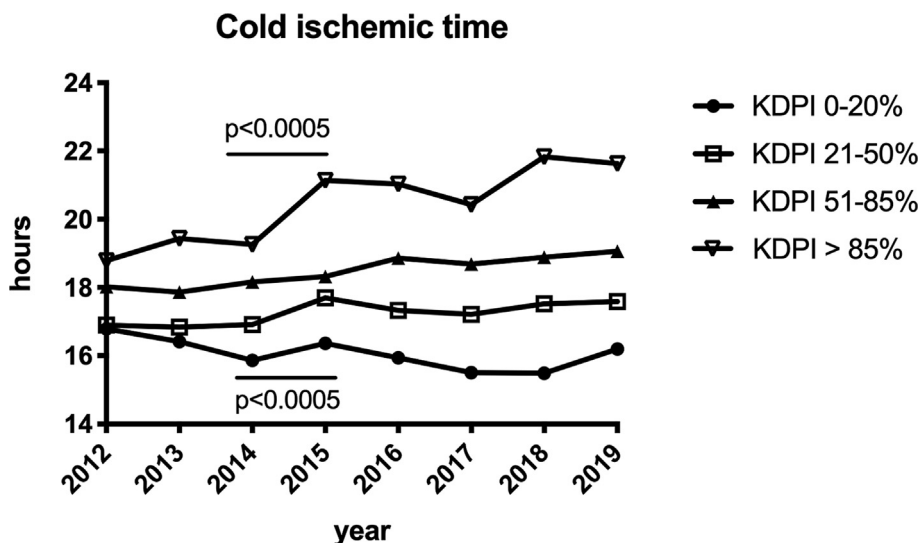 Cold ischemic time
24
22
20
18
16
14
hours
p<0.0005
p<0.0005
2012
2013
2014
2015
2016
2017
2018
2019
year
KDPI 0-20%
KDPI 21-50%
KDPI 51-85%
KDPI > 85%